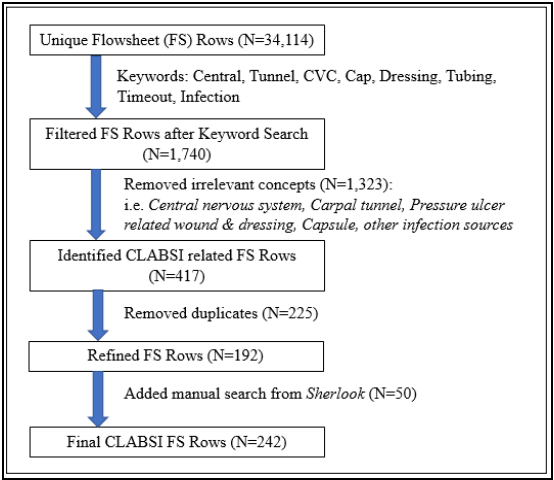 Unique Flowsheet (FS) Rows (N=34,114)
Keywords: Central, Tunnel, CVC, Cap, Dressing, Tubing,
Timeout, Infection
Filtered FS Rows after Keyword Search
(N=1,740)
Removed irrelevant concepts (N=1,323):
i.e. Central nervous system, Carpal tunnel, Pressure ulcer
related wound & dressing, Capsule, other infection sources
Identified CLABSI related FS Rows
(N=417)
Removed duplicates (N=225)
Refined FS Rows (N=192)
Added manual search from Sherlook (N=50)
Final CLABSI FS Rows (N=242)